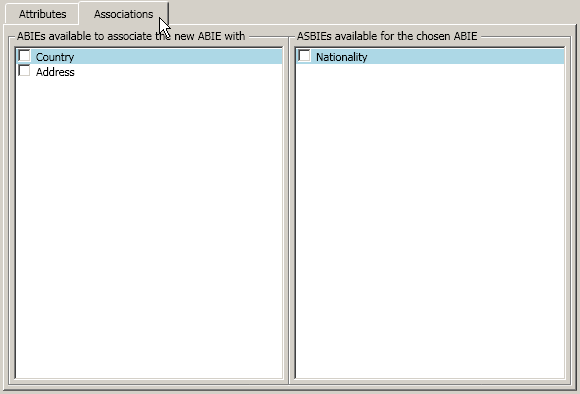 Attributes
Associations
ABIEs available to associate the new ABIE with
ASBIEs available for the chosen ABIE
Country
Address
Nationality